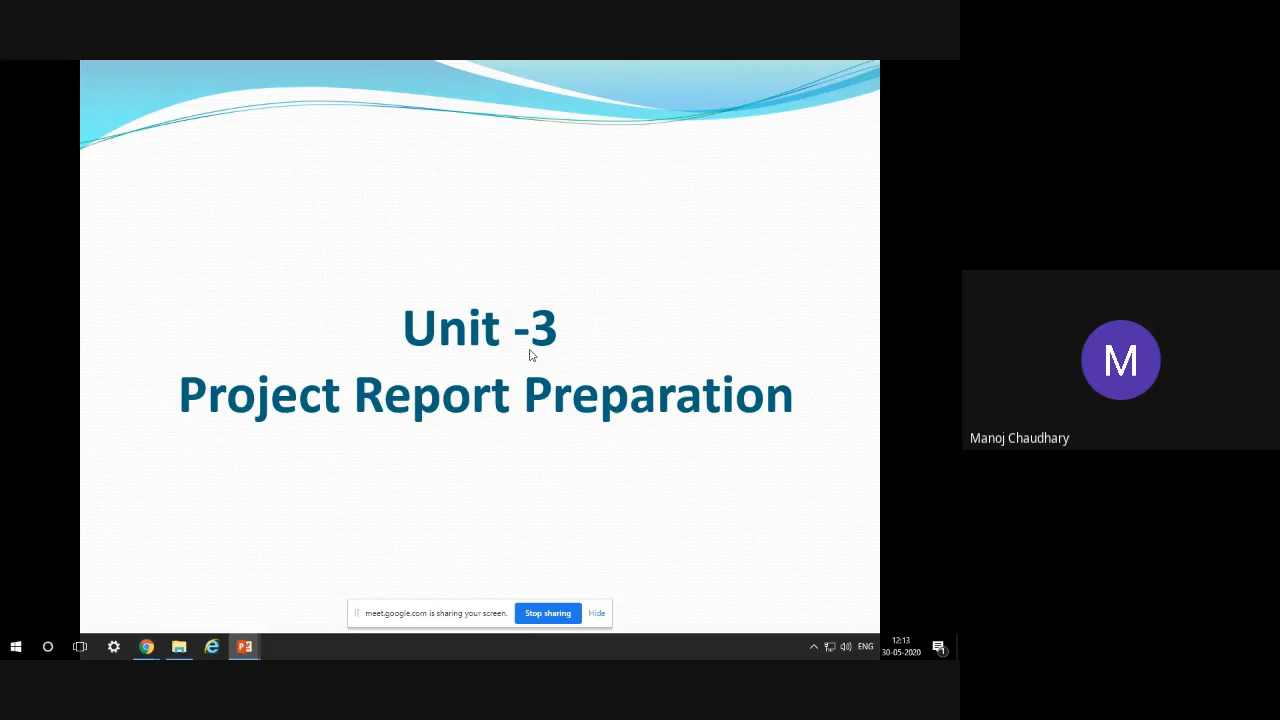 Unit -3
Project Report Preparation
M
Manoj Chaudhary
meet.google.com is sharing your screen.
Stop sharing
Hide
ENG
12:13
30-05-2020
1